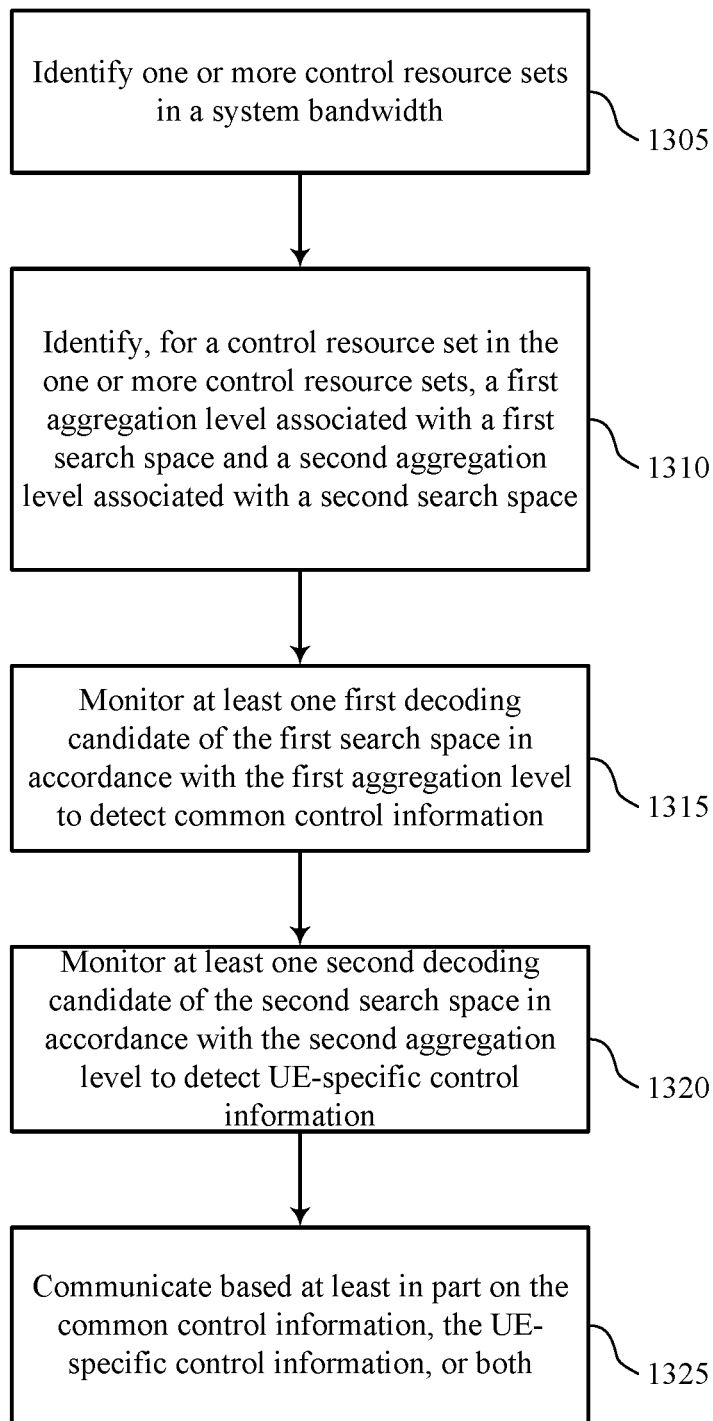 Identify one or more control resource sets
in a system bandwidth
1305
Identify, for a control resource set in the
one or more control resource sets, a first
aggregation level associated with a first
search space and a second aggregation
level associated with a second search space
1310
Monitor at least one first decoding
candidate of the first search space in
accordance with the first aggregation level
to detect common control information
1315
Monitor at least one second decoding
candidate of the second search space in
accordance with the second aggregation
level to detect UE-specific control
information
1320
Communicate based at least in part on the
common control information, the UE-
specific control information, or both
1325